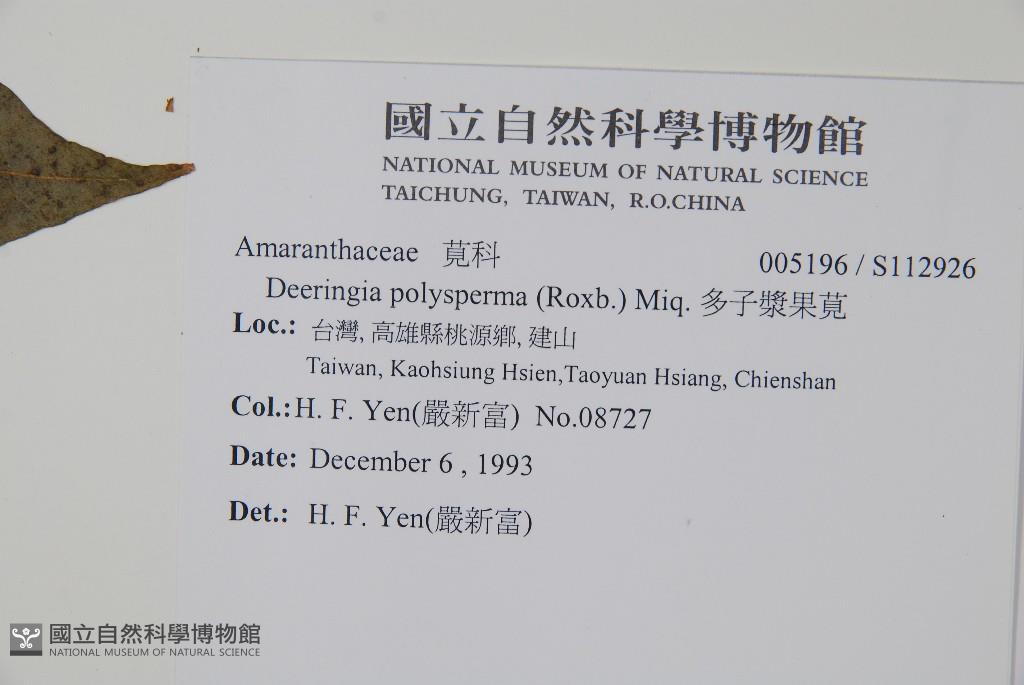 國立自然科學博物館
NATIONAL MUSEUM OF NATURAL SCIENCE
TAICHUNG, TAIWAN, R.O.CHINA
Amaranthaceae 莧科 005196 / S112926
Deeringia polysperma (Roxb.) Miq. 多子漿果莧
Loc.: 台灣, 高雄縣桃源鄉, 建山
Taiwan, Kaohsiung Hsien,Taoyuan Hsiang, Chienshan
Col.:H. F. Yen(嚴新富) No.08727
Date: December 6 , 1993
Det.: H. F. Yen(嚴新富)
國立自然科學博物館
NATIONAL MUSEUM OF NATURAL SCIENCE